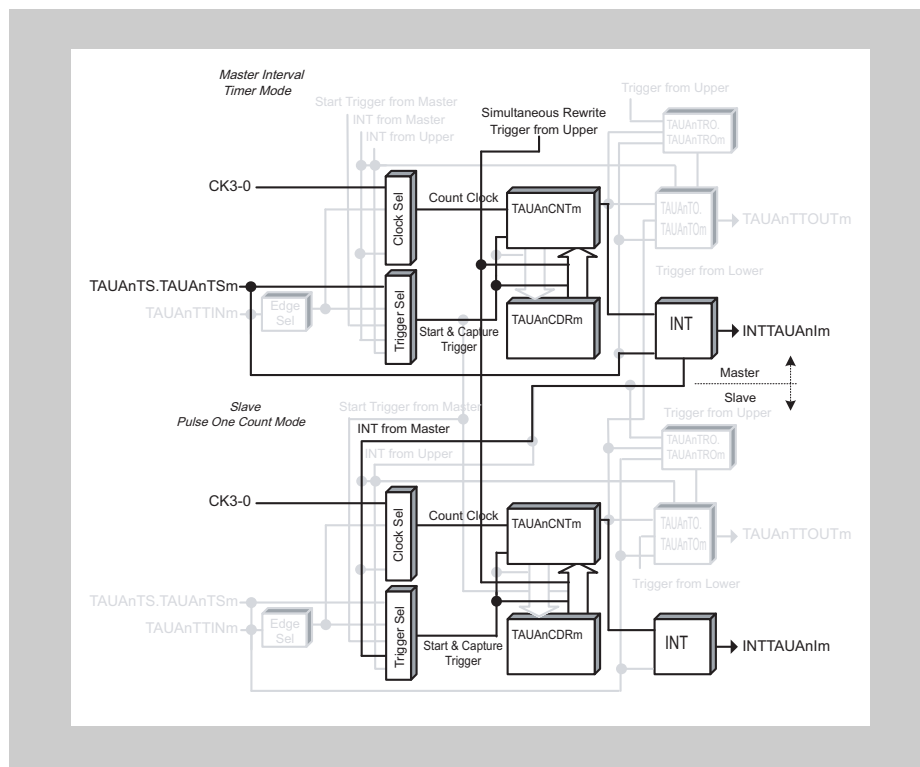 Master Interval
Timer Mode
Start Trigger from Master
INT from Master
INT from Upper
Simultaneous Rewrite
Trigger from Upper
Trigger from Upper
TAUAnTRO.
TAUAnTROm
CK3-0
Clock Sel
Count Clock
TAUAnCNTm
TAUAnTO.
TAUAnTOm
TAUAnTTOUTm
Trigger from Lower
TAUAnTS.TAUAnTSm
TAUAnTTINm
Edge
Sel
Trigger Sel
Start & Capture
Trigger
TAUAnCDRm
INT
INTTAUAnIm
Master
Slave
Slave
Pulse One Count Mode
Start Trigger from Master
INT from Master
INT from Upper
Trigger from Upper
TAUAnTRO.
TAUAnTROm
CK3-0
Clock Sel
Count Clock
TAUAnCNTm
TAUAnTO.
TAUAnTOm
TAUAnTTOUTm
Trigger from Lower
TAUAnTS.TAUAnTSm
TAUAnTTINm
Edge
Sel
Trigger Sel
Start & Capture
Trigger
TAUAnCDRm
INT
INTTAUAnIm